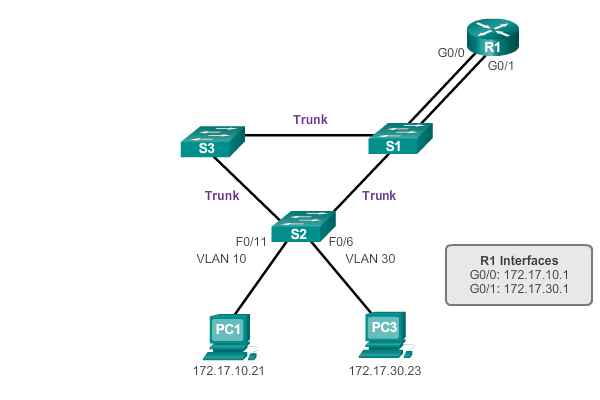 R1
G0/0
G0/1
Trunk
S3
S1
Trunk
Trunk
S2
F0/11
F0/6
VLAN 10
VLAN 30
R1 Interfaces
G0/0: 172.17.10.1
G0/1: 172.17.30.1
PC1
PC3
172.17.10.21
172.17.30.23